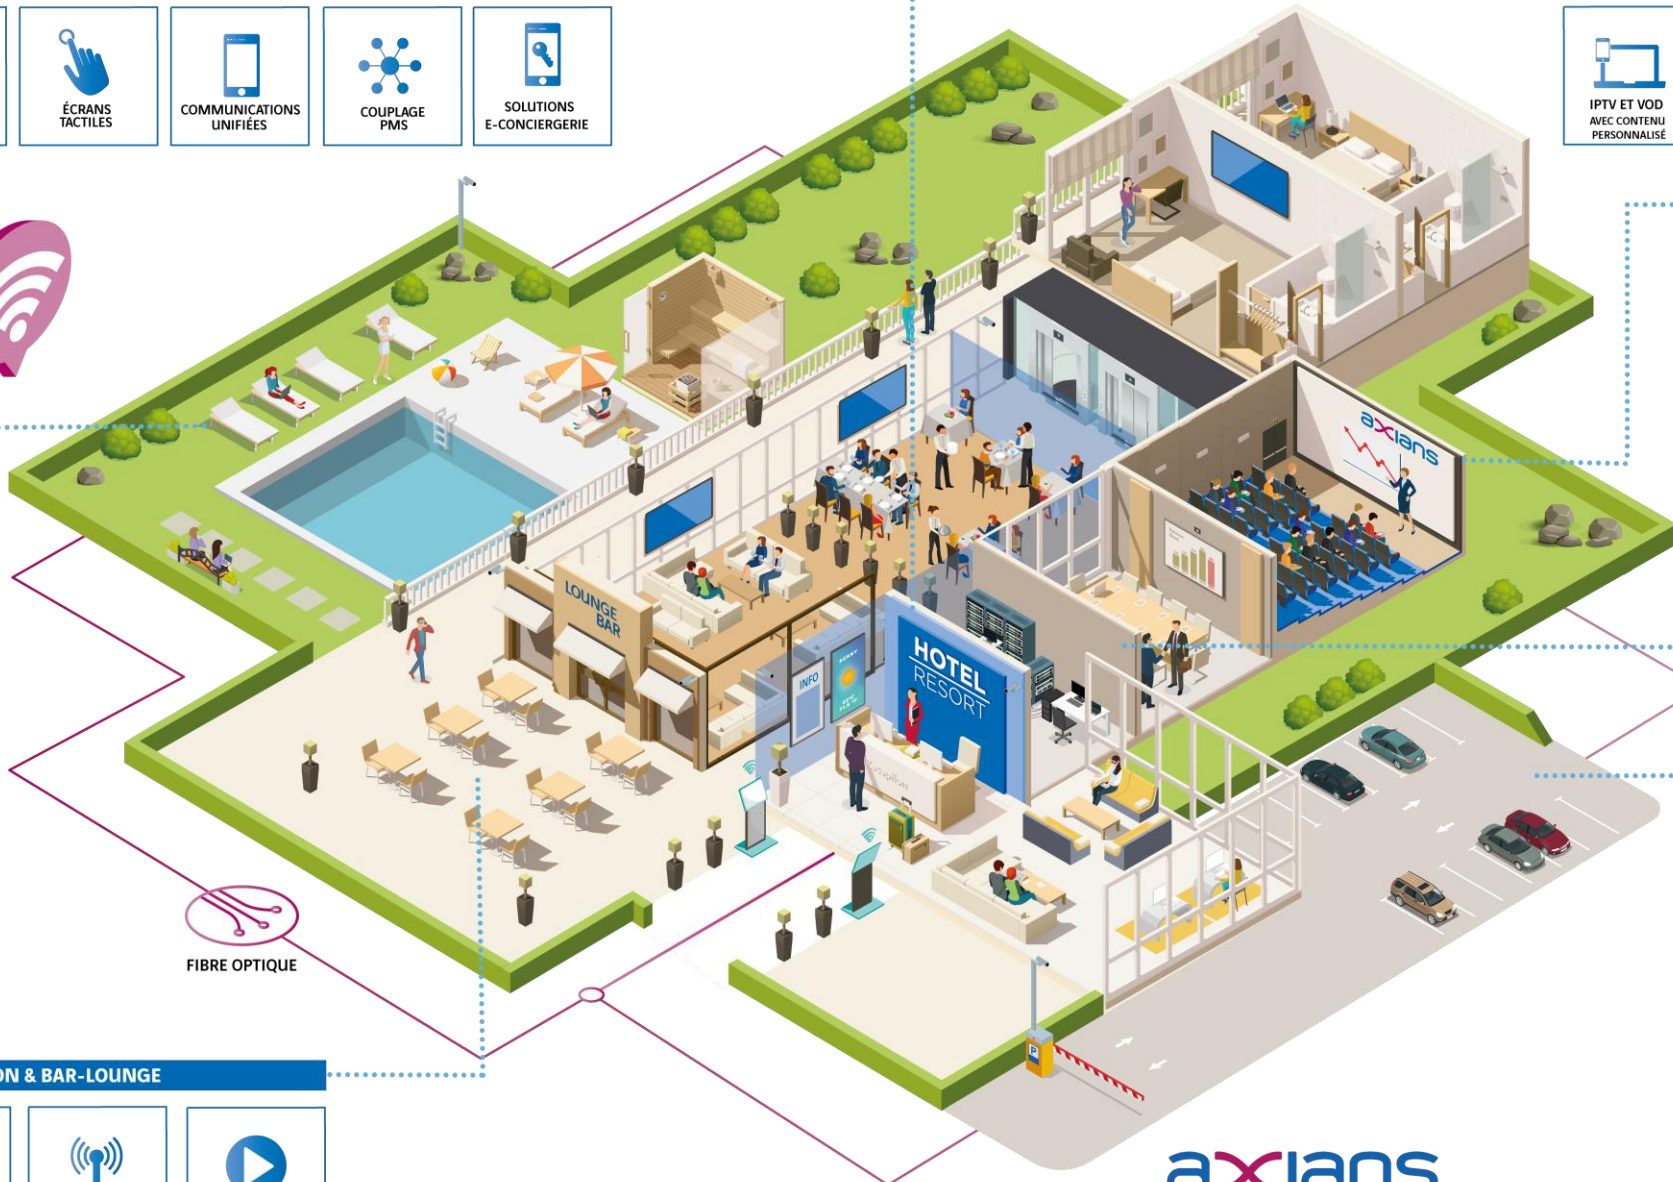 ÉCRANS
TACTILES
COMMUNICATIONS
UNIFIÉES
COUPLAGE
PMS
SOLUTIONS
E-CONCIERGERIE
IPTV ET VOD
AVEC CONTENU
PERSONNALISÉ
axians
LOUNGE
BAR
INFO
SUNNY
HOTEL
RESORT
P
FIBRE OPTIQUE
ON & BAR-LOUNGE
axians